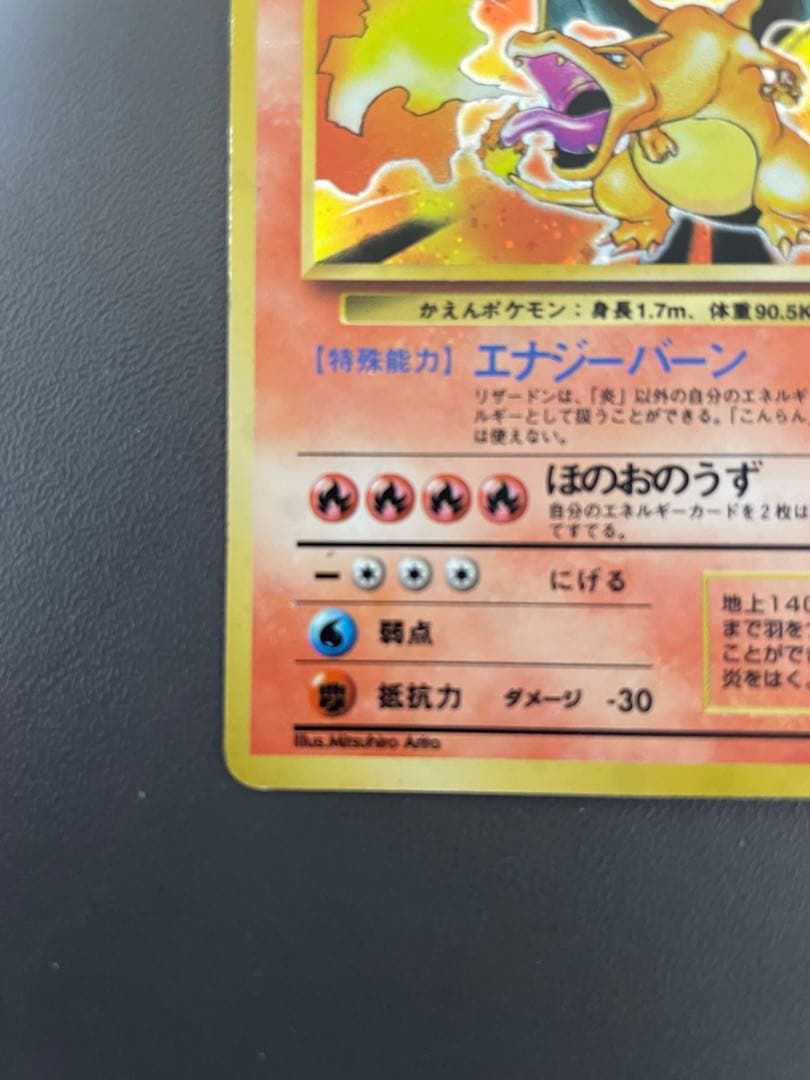 かえんポケモン：身長1.7m、体重90.5K
【特殊能力】 エナジーバーン
リザードンは、「炎」以外の自分のエネルギ
ルギーとして扱うことができる。「こんらん」
は使えない。
ほのおのうず
自分のエネルギーカードを2枚は
てすてる。
ー にげる
地上140
まで羽を
ことがで
炎をはく。
弱点
抵抗力 ダメージ -30
Illus.Mitsuhiro Arita